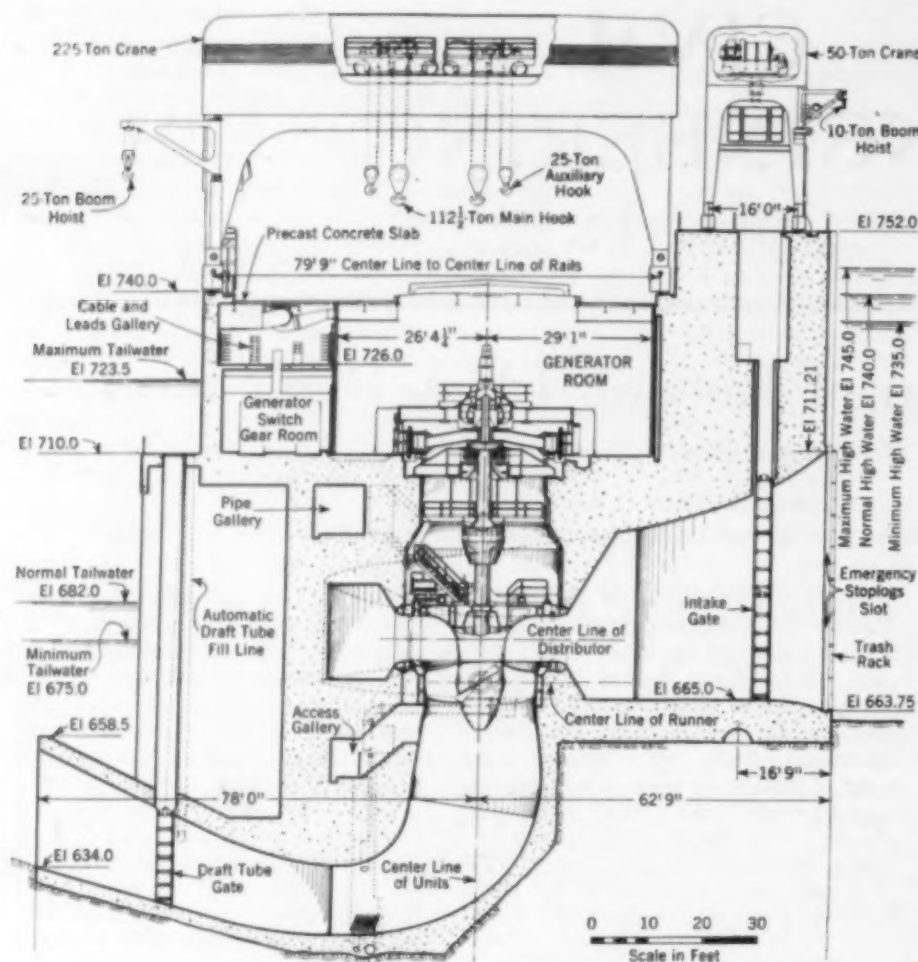 225-Ton Crane
50-Ton Crane
10-Ton Boom
Hoist
25-Ton Boom
Hoist
25-Ton
Auxiliary
Hook
112½-Ton Main Hook
16'0"
El 752.0
Precast Concrete Slab
79'9" Center Line to Center Line of Rails
El 740.0
Cable and
Leads Gallery
26'4¼"
29'1"
GENERATOR
ROOM
El 726.0
Maximum Tailwater
El 723.5
Generator
Switch
Gear Room
El 711.21
Maximum High Water El 745.0
Normal High Water El 740.0
Minimum High Water El 735.0
El 710.0
Pipe
Gallery
Normal Tailwater
El 682.0
Automatic
Draft Tube
Fill Line
Minimum
Tailwater
El 675.0
Center Line of
Distributor
Intake
Gate
Emergency
Stoplogs
Slot
Trash
Rack
El 665.0
El 663.75
Center Line of Runner
Access
Gallery
El 658.5
16'9"
78'0"
62'9"
El 634.0
Draft Tube
Gate
Center Line
of Units
0 10 20 30
Scale in Feet